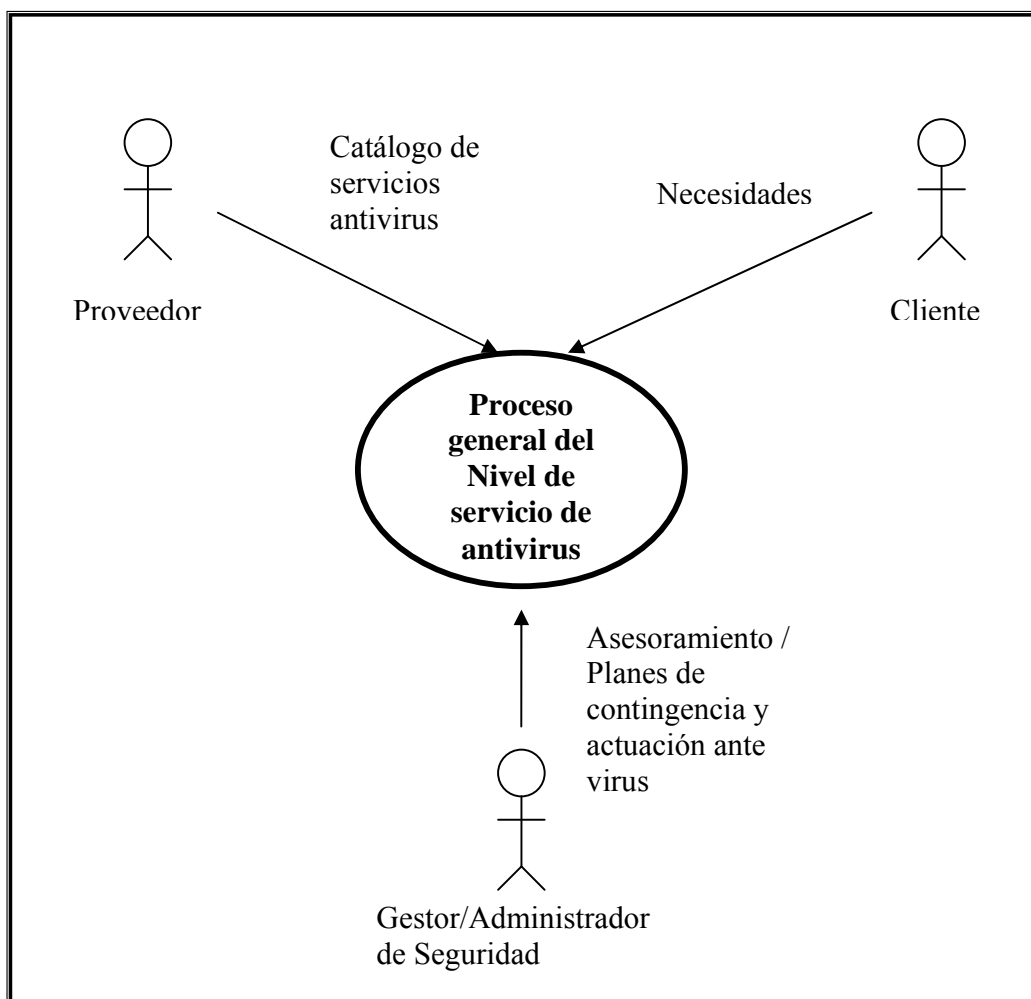 Catálogo de
servicios
antivirus
Necesidades
Proveedor
Cliente
Proceso
general del
Nivel de
servicio de
antivirus
Asesoramiento /
Planes de
contingencia y
actuación ante
virus
Gestor/Administrador
de Seguridad